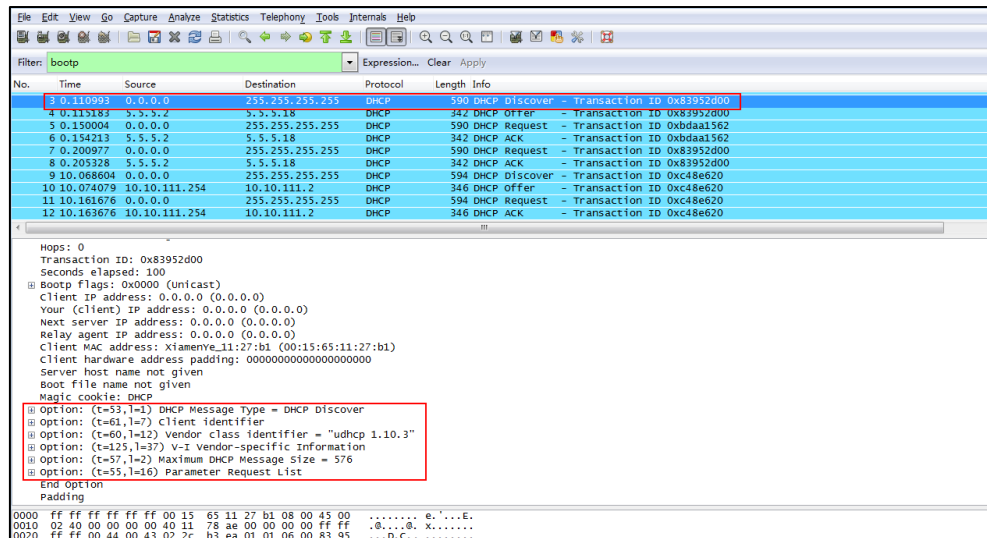 File Edit View Go Capture Analyze Statistics Telephony Tools Internals Help
Filter: bootp Expression... Clear Apply
No. Time Source Destination Protocol Length Info
3 0.110993 0.0.0.0 255.255.255.255 DHCP 590 DHCP Discover - Transaction ID 0x83952d00
4 0.115183 5.5.5.2 5.5.5.18 DHCP 342 DHCP Offer - Transaction ID 0x83952d00
5 0.150004 0.0.0.0 255.255.255.255 DHCP 590 DHCP Request - Transaction ID 0xbdaa1562
6 0.154213 5.5.5.2 5.5.5.18 DHCP 342 DHCP ACK - Transaction ID 0xbdaa1562
7 0.200977 0.0.0.0 255.255.255.255 DHCP 590 DHCP Request - Transaction ID 0x83952d00
8 0.205328 5.5.5.2 5.5.5.18 DHCP 342 DHCP ACK - Transaction ID 0x83952d00
9 10.068604 0.0.0.0 255.255.255.255 DHCP 594 DHCP Discover - Transaction ID 0xc48e620
10 10.074079 10.10.111.254 10.10.111.2 DHCP 346 DHCP Offer - Transaction ID 0xc48e620
11 10.161676 0.0.0.0 255.255.255.255 DHCP 594 DHCP Request - Transaction ID 0xc48e620
12 10.163676 10.10.111.254 10.10.111.2 DHCP 346 DHCP ACK - Transaction ID 0xc48e620
Hops: 0
Transaction ID: 0x83952d00
Seconds elapsed: 100
Bootp flags: 0x0000 (Unicast)
Client IP address: 0.0.0.0 (0.0.0.0)
Your (client) IP address: 0.0.0.0 (0.0.0.0)
Next server IP address: 0.0.0.0 (0.0.0.0)
Relay agent IP address: 0.0.0.0 (0.0.0.0)
Client MAC address: XiamenYe_11:27:b1 (00:15:65:11:27:b1)
Client hardware address padding: 00000000000000000000
Server host name not given
Boot file name not given
Magic cookie: DHCP
Option: (t=53,l=1) DHCP Message Type = DHCP Discover
Option: (t=61,l=7) Client identifier
Option: (t=60,l=12) Vendor class identifier = "udhcp 1.10.3"
Option: (t=125,l=37) V-I Vendor-specific Information
Option: (t=57,l=2) Maximum DHCP Message Size = 576
Option: (t=55,l=16) Parameter Request List
End Option
Padding
0000 ff ff ff ff ff ff 00 15 65 11 27 b1 08 00 45 00 ........ e.'...E.
0010 02 40 00 00 00 00 40 11 78 ae 00 00 00 00 ff ff .@....@. x.......
0020 ff ff 00 44 00 43 02 2c b3 ea 01 01 06 00 83 95 ...D.C., ........